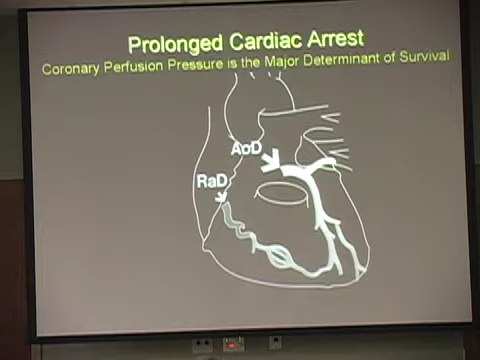 Prolonged Cardiac Arrest
Coronary Perfusion Pressure is the Major Determinant of Survival
AoD
RaD